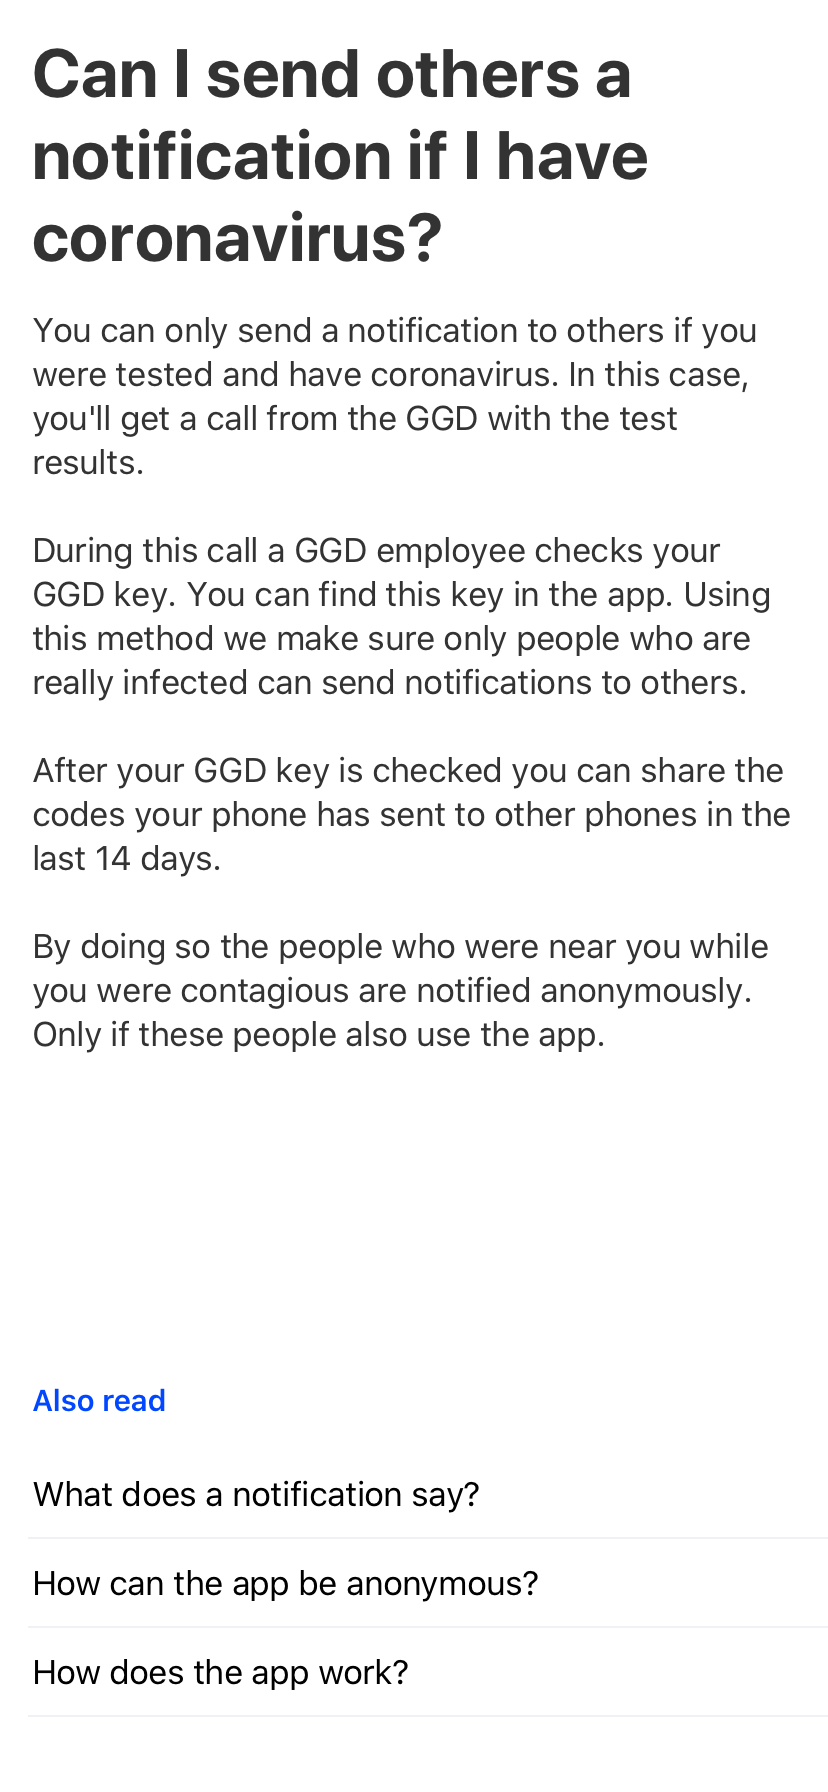 Can I send others a
notification if I have
coronavirus?
You can only send a notification to others if you
were tested and have coronavirus. In this case,
you'll get a call from the GGD with the test
results.
During this call a GGD employee checks your
GGD key. You can find this key in the app. Using
this method we make sure only people who are
really infected can send notifications to others.
After your GGD key is checked you can share the
codes your phone has sent to other phones in the
last 14 days.
By doing so the people who were near you while
you were contagious are notified anonymously.
Only if these people also use the app.
Also read
What does a notification say?
How can the app be anonymous?
How does the app work?